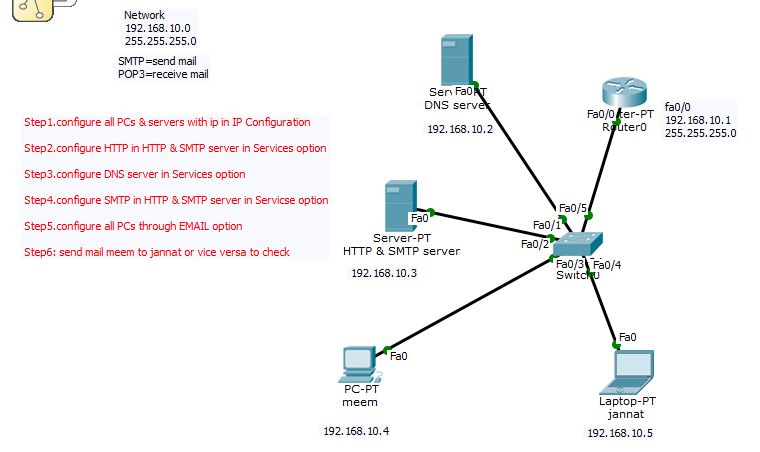 Network
192.168.10.0
255.255.255.0
SMTP=send mail
POP3=receive mail
Step1.configure all PCs & servers with ip in IP Configuration
Step2.configure HTTP in HTTP & SMTP server in Services option
Step3.configure DNS server in Services option
Step4.configure SMTP in HTTP & SMTP server in Servicse option
Step5.configure all PCs through EMAIL option
Step6: send mail meem to jannat or vice versa to check
Fa0
DNS server
192.168.10.2
Fa0/0
Router0
fa0/0
192.168.10.1
255.255.255.0
Fa0
Server-PT
HTTP & SMTP server
192.168.10.3
Fa0/5
Fa0/1
Fa0/2
Fa0/3
Fa0/4
Fa0
PC-PT
meem
192.168.10.4
Fa0
Laptop-PT
jannat
192.168.10.5